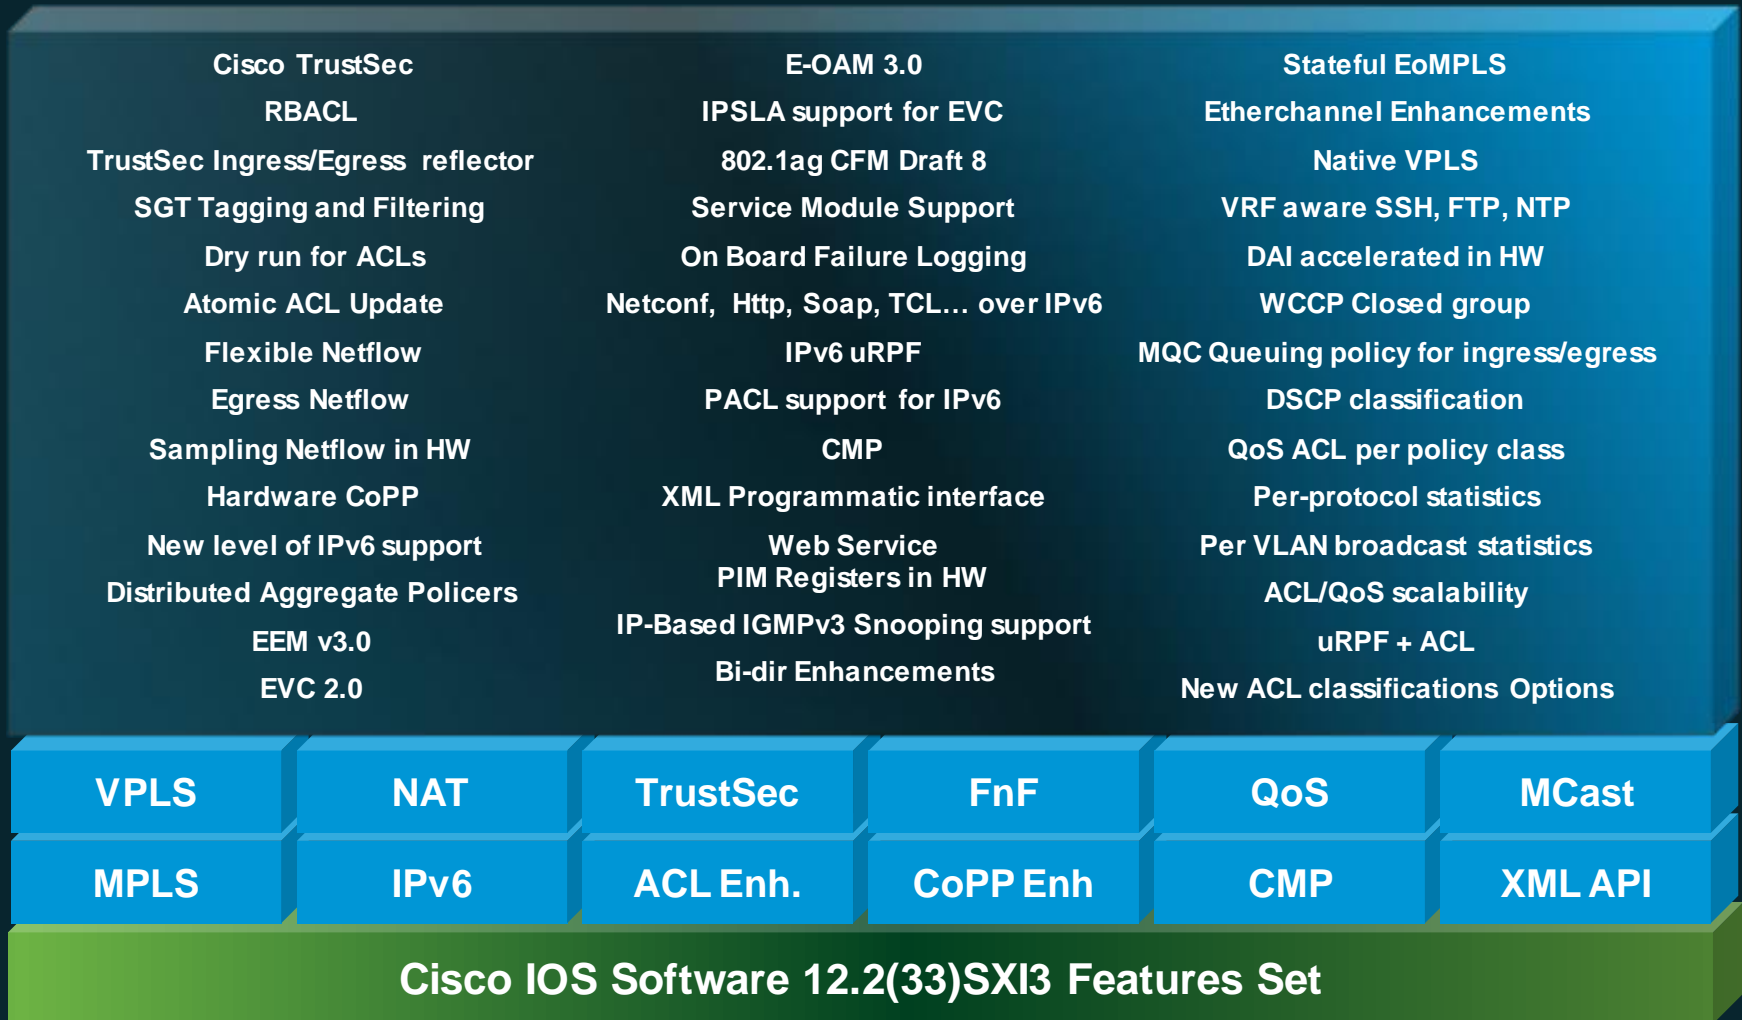 Cisco TrustSec
RBACL
TrustSec Ingress/Egress reflector
SGT Tagging and Filtering
Dry run for ACLs
Atomic ACL Update
Flexible Netflow
Egress Netflow
Sampling Netflow in HW
Hardware CoPP
New level of IPv6 support
Distributed Aggregate Policers
EEM v3.0
EVC 2.0
E-OAM 3.0
IPSLA support for EVC
802.1ag CFM Draft 8
Service Module Support
On Board Failure Logging
Netconf, Http, Soap, TCL… over IPv6
IPv6 uRPF
PACL support for IPv6
CMP
XML Programmatic interface
Web Service
PIM Registers in HW
IP-Based IGMPv3 Snooping support
Bi-dir Enhancements
Stateful EoMPLS
Etherchannel Enhancements
Native VPLS
VRF aware SSH, FTP, NTP
DAI accelerated in HW
WCCP Closed group
MQC Queuing policy for ingress/egress
DSCP classification
QoS ACL per policy class
Per-protocol statistics
Per VLAN broadcast statistics
ACL/QoS scalability
uRPF + ACL
New ACL classifications Options
VPLS
NAT
TrustSec
FnF
QoS
MCast
MPLS
IPv6
ACL Enh.
CoPP Enh
CMP
XML API
Cisco IOS Software 12.2(33)SXI3 Features Set